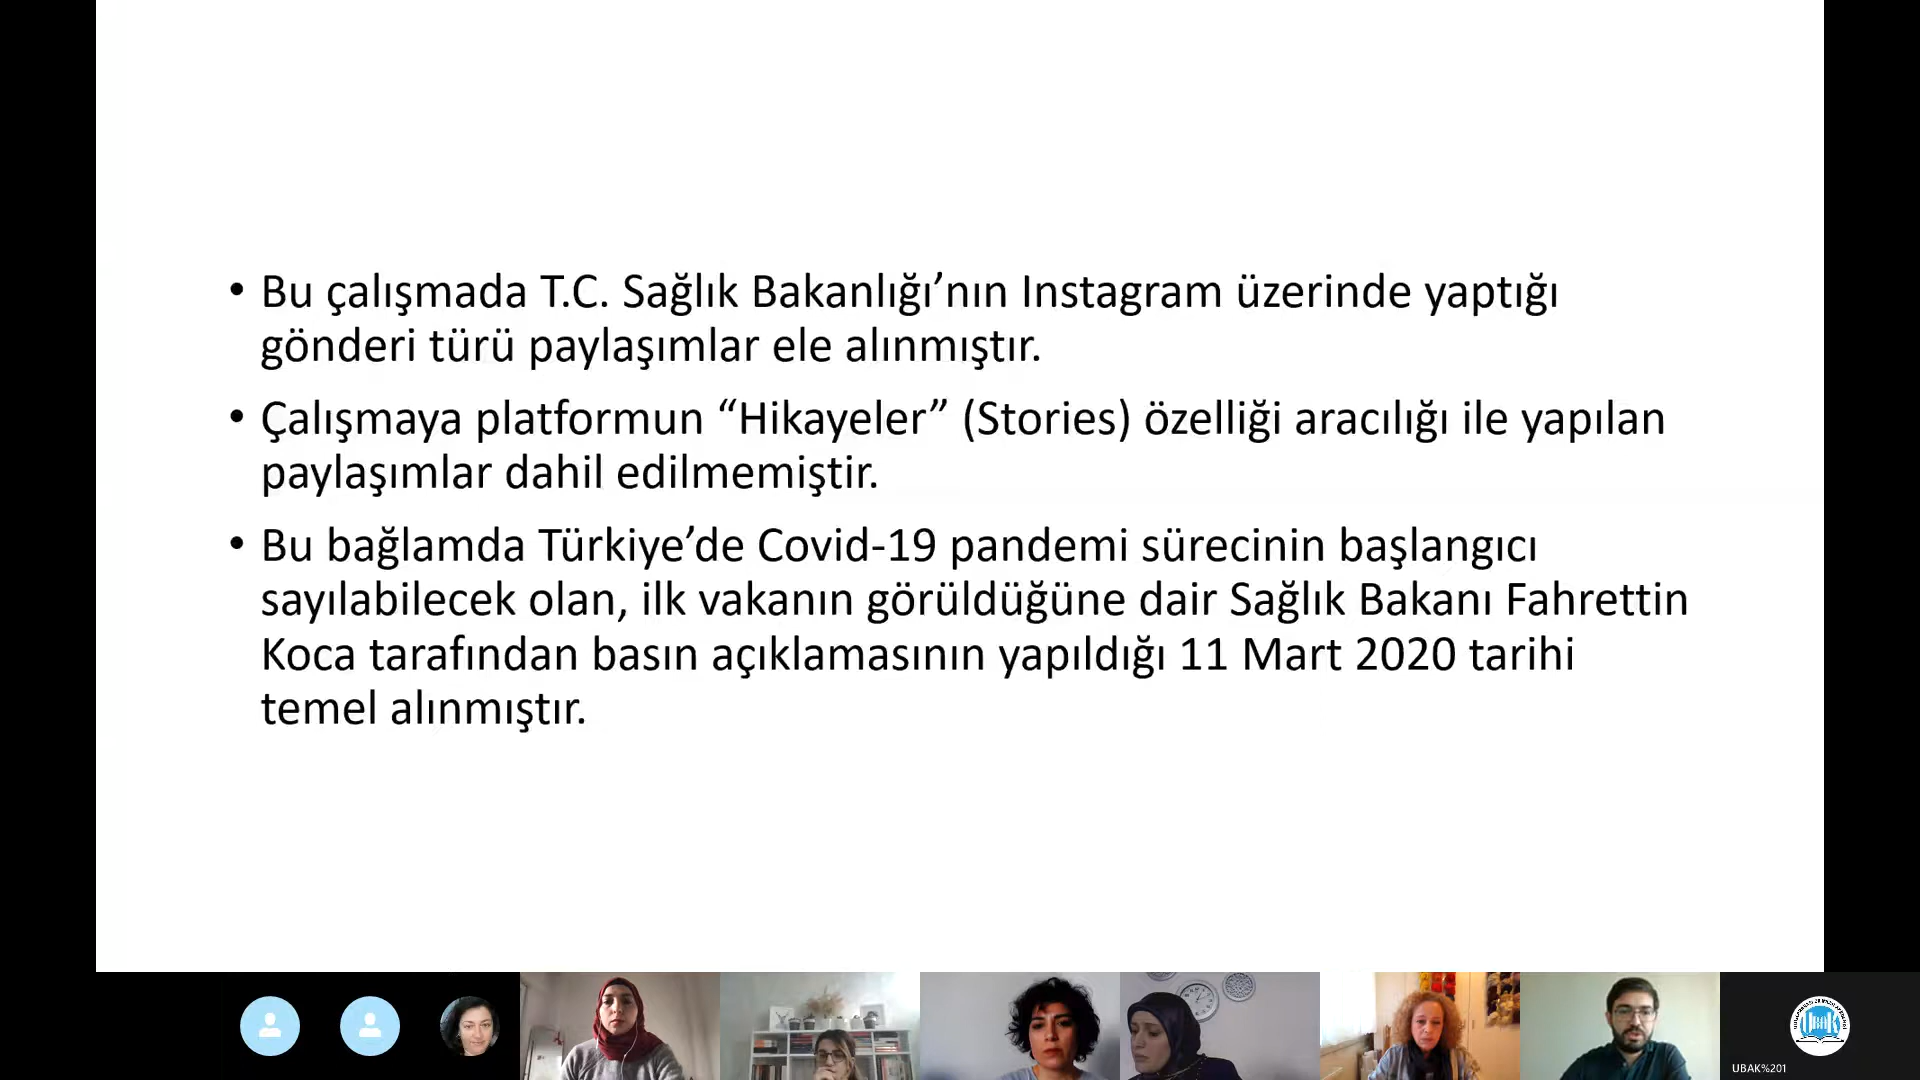 • Bu çalışmada T.C. Sağlık Bakanlığı’nın Instagram üzerinde yaptığı
gönderi türü paylaşımlar ele alınmıştır.
• Çalışmaya platformun “Hikayeler” (Stories) özelliği aracılığı ile yapılan
paylaşımlar dahil edilmemiştir.
• Bu bağlamda Türkiye’de Covid-19 pandemi sürecinin başlangıcı
sayılabilecek olan, ilk vakanın görüldüğüne dair Sağlık Bakanı Fahrettin
Koca tarafından basın açıklamasının yapıldığı 11 Mart 2020 tarihi
temel alınmıştır.
UBAK
UBAK%201